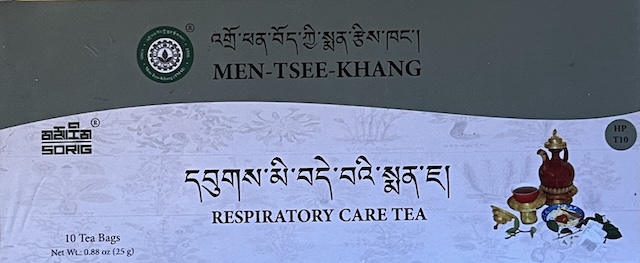 འགྲོ་ཕན་བོད་ཀྱི་སྨན་རྩིས་ཁང་།
MEN-TSEE-KHANG
SORIG
HP
T10
དབུགས་མི་བདེ་བའི་སྨན་ཇ།
RESPIRATORY CARE TEA
10 Tea Bags
Net Wt.: 0.88 oz (25 g)